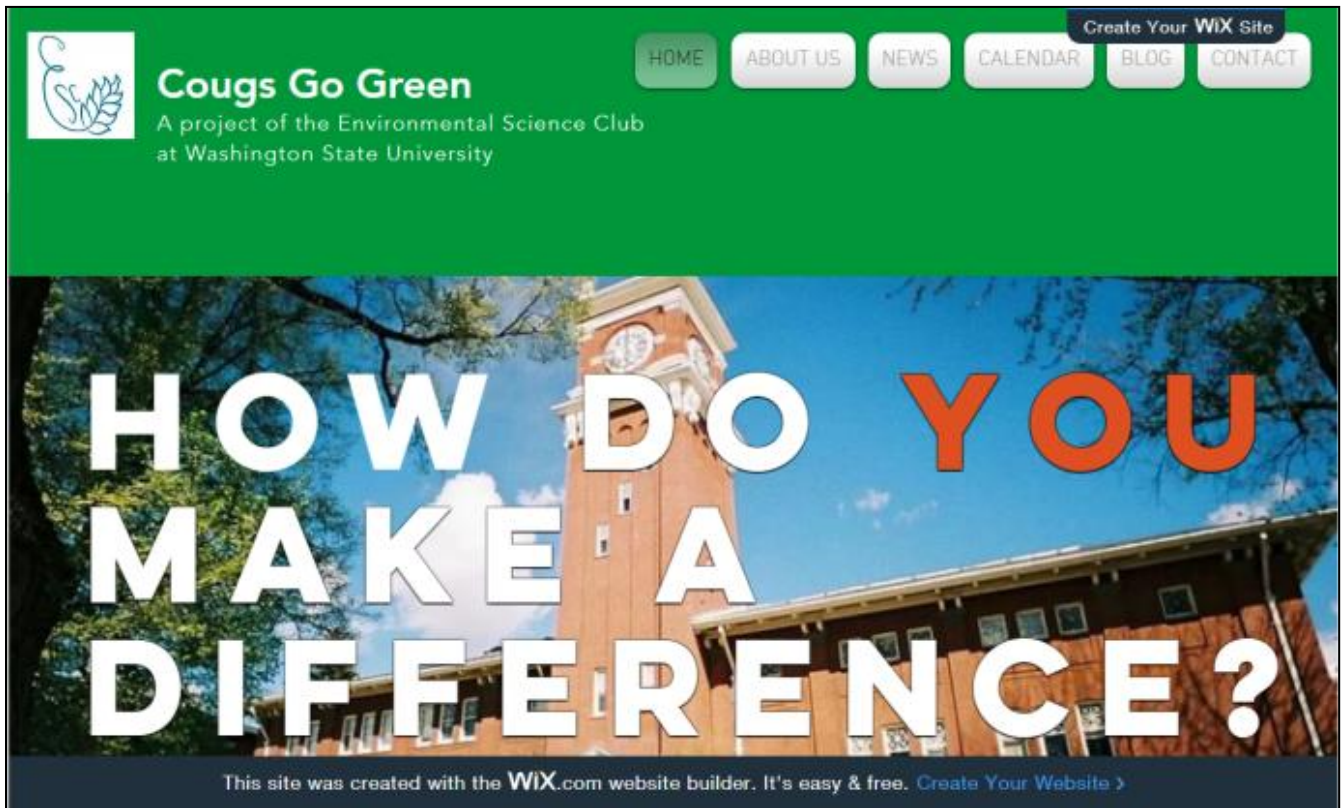 Create Your WiX Site
HOME ABOUT US NEWS CALENDAR BLOG CONTACT
Cougs Go Green
A project of the Environmental Science Club
at Washington State University
HOW DO YOU
MAKE A
DIFFERENCE?
This site was created with the WiX.com website builder. It's easy & free. Create Your Website >